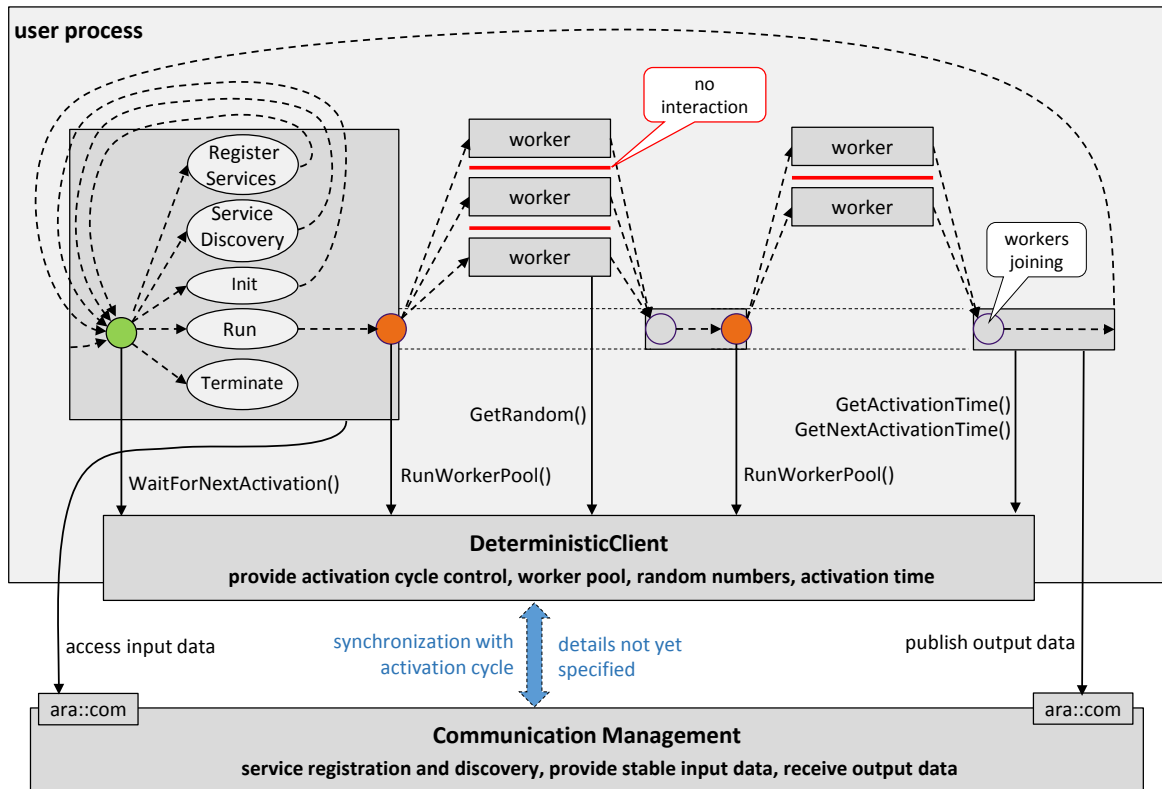 user process
no
interaction
worker
worker
Register
Services
worker
worker
Service
Discovery
worker
workers
joining
Init
Run
Terminate
GetRandom()
GetActivationTime()
GetNextActivationTime()
WaitForNextActivation()
RunWorkerPool()
RunWorkerPool()
DeterministicClient
provide activation cycle control, worker pool, random numbers, activation time
access input data
synchronization with
activation cycle
details not yet
specified
publish output data
ara::com
ara::com
Communication Management
service registration and discovery, provide stable input data, receive output data